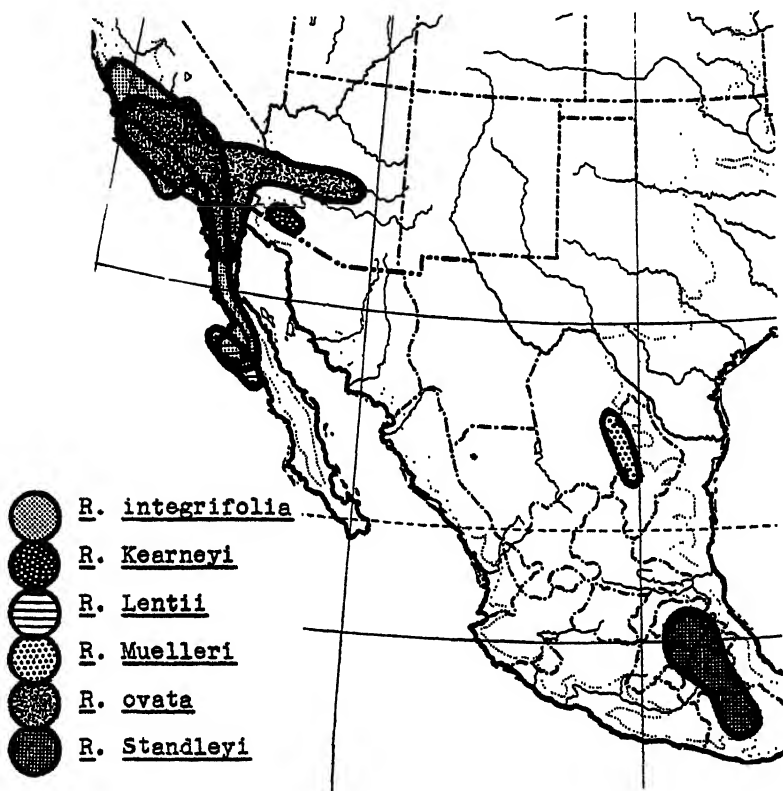 R. integrifolia
R. Kearneyi
R. Lentii
R. Muelleri
R. ovata
R. Standleyi